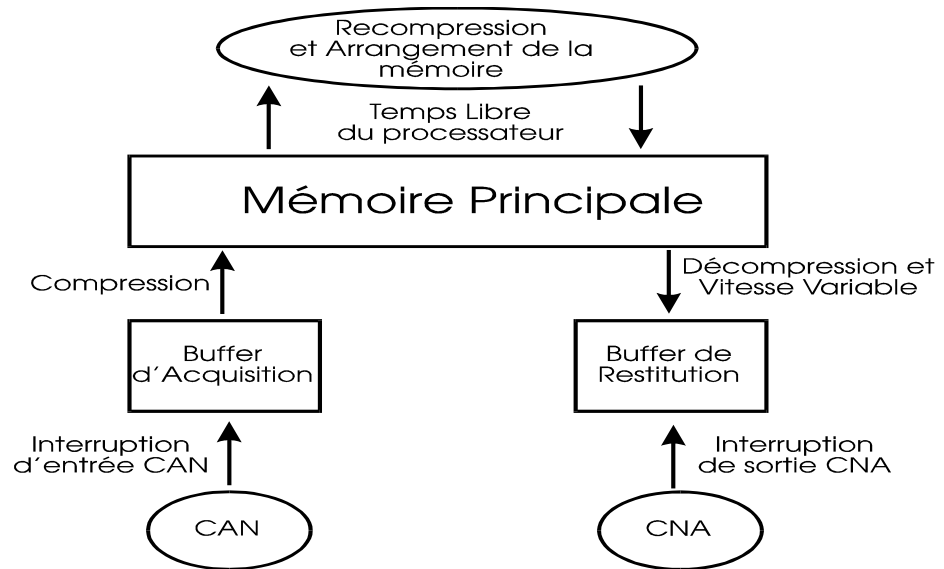 Recompression
et Arrangement de la
mémoire
Temps Libre
du processateur
Mémoire Principale
Compression
Décompression et
Vitesse Variable
Buffer
d'Acquisition
Buffer de
Restitution
Interruption
d'entrée CAN
Interruption
de sortie CNA
CAN
CNA